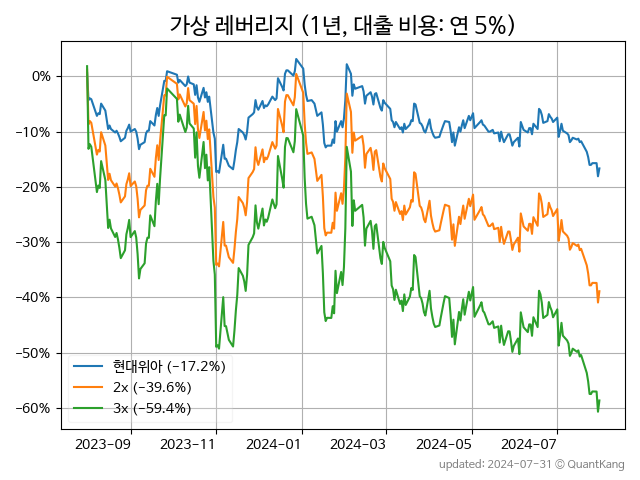 가상 레버리지 (1년, 대출 비용: 연 5%)
0%
−10%
−20%
−30%
−40%
−50%
−60%
현대위아 (−17.2%)
2x (−39.6%)
3x (−59.4%)
2023-09 2023-11 2024-01 2024-03 2024-05 2024-07
updated: 2024-07-31 © QuantKang